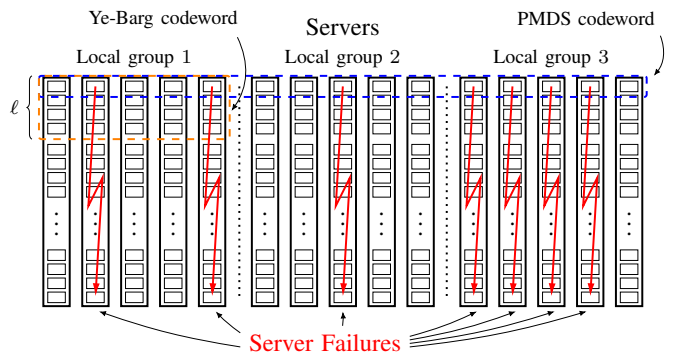 Ye-Barg codeword
Servers
PMDS codeword
Local group 1
Local group 2
Local group 3
ℓ
Server Failures